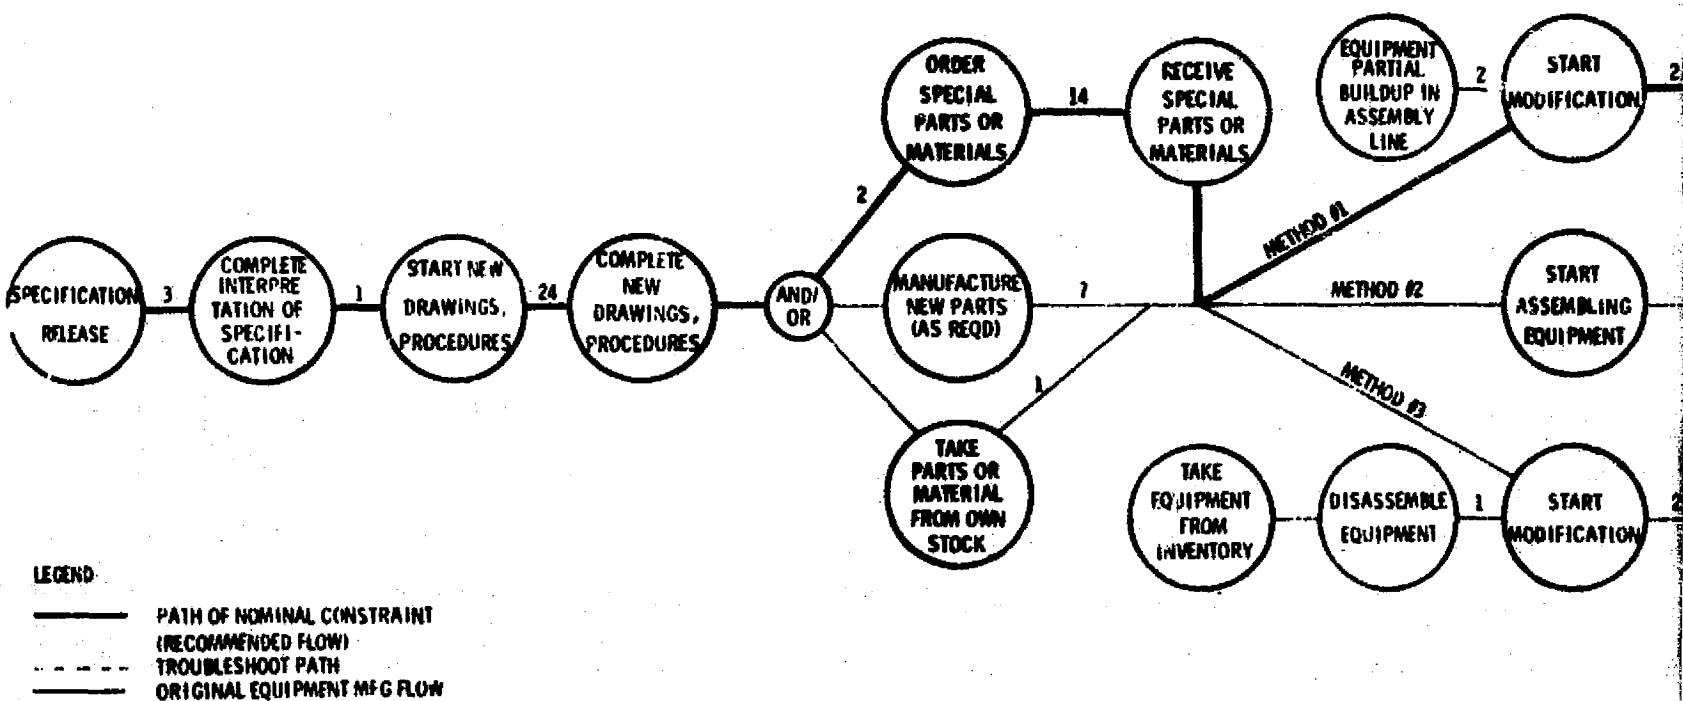 SPECIFICATION
RELEASE
3
COMPLETE
INTERPRE
TATION OF
SPECIFI-
CATION
1
START NEW
DRAWINGS,
PROCEDURES
24
COMPLETE
NEW
DRAWINGS,
PROCEDURES
AND/
OR
2
ORDER
SPECIAL
PARTS OR
MATERIALS
14
RECEIVE
SPECIAL
PARTS OR
MATERIALS
MANUFACTURE
NEW PARTS
(AS REQD)
TAKE
PARTS OR
MATERIAL
FROM OWN
STOCK
1
EQUIPMENT
PARTIAL
BUILDUP IN
ASSEMBLY
LINE
2
START
MODIFICATION
2
METHOD #1
METHOD #2
START
ASSEMBLING
EQUIPMENT
METHOD #3
TAKE
EQUIPMENT
FROM
INVENTORY
DISASSEMBLE
EQUIPMENT
1
START
MODIFICATION
2
LEGEND
PATH OF NOMINAL CONSTRAINT
(RECOMMENDED FLOW)
TROUBLESHOOT PATH
ORIGINAL EQUIPMENT MFG FLOW